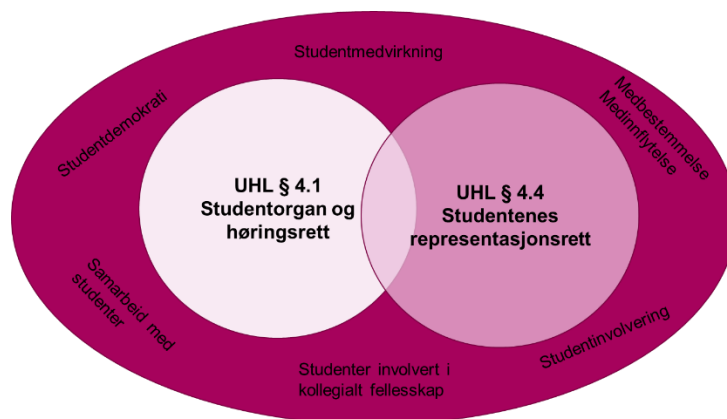 Studentmedvirkning
Studentdemokrati
Medbestemmelse
Medinnflytelse
UHL § 4.1
Studentorgan og
høringsrett
UHL § 4.4
Studentenes
representasjonsrett
Samarbeid med
studenter
Studenter involvert i
kollegialt fellesskap
Studentinvolvering